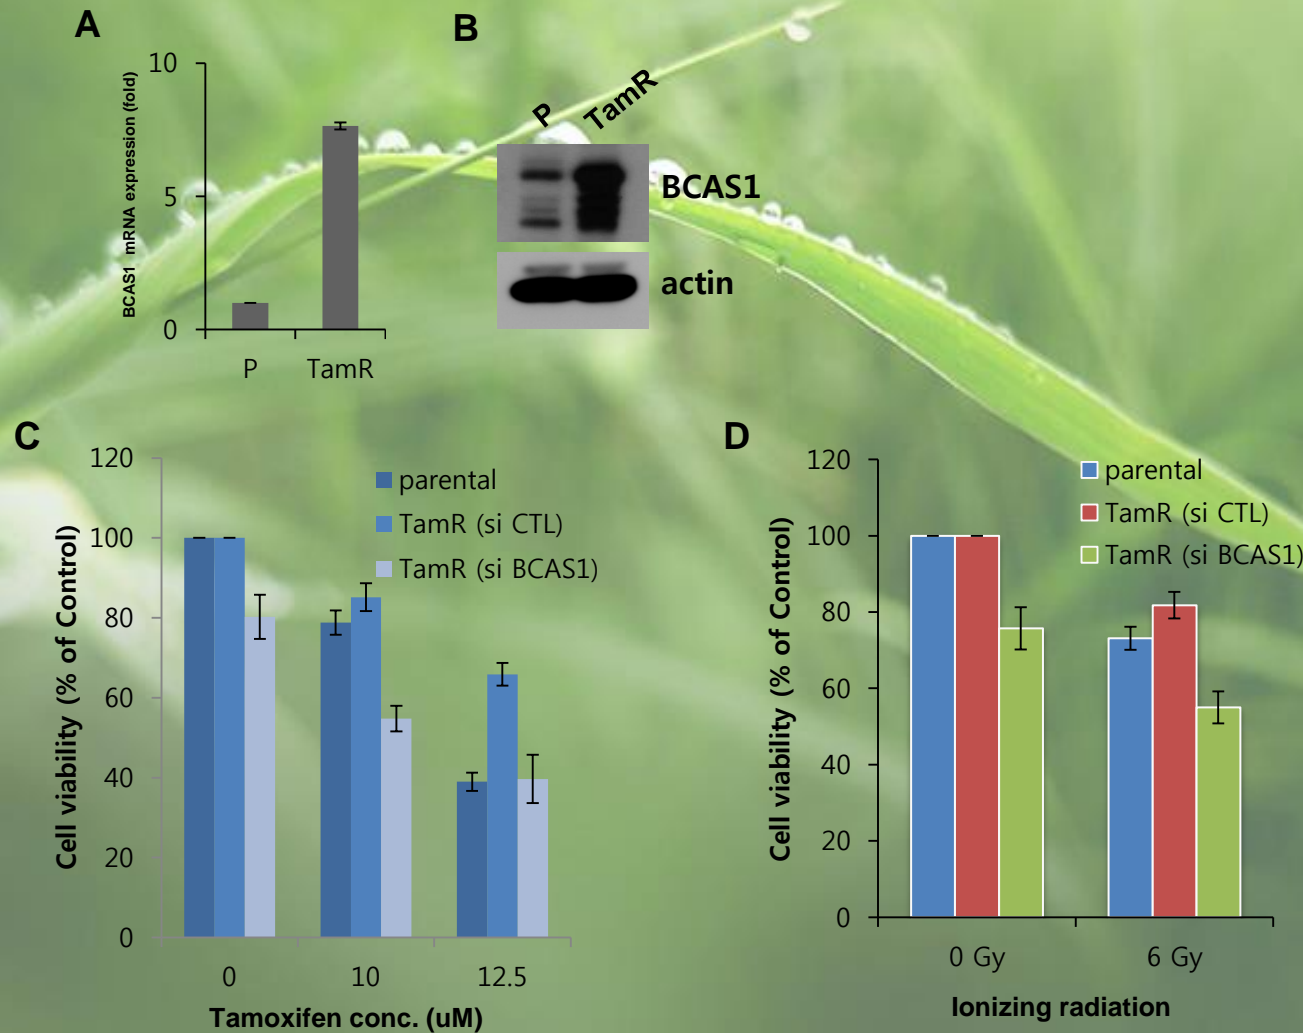 A
BCAS1 mRNA expression (fold)
10
5
0
P
TamR
B
P
TamR
BCAS1
actin
C
Cell viability (% of Control)
120
100
80
60
40
20
0
parental
TamR (si CTL)
TamR (si BCAS1)
0
10
12.5
Tamoxifen conc. (uM)
D
Cell viability (% of Control)
120
100
80
60
40
20
0
parental
TamR (si CTL)
TamR (si BCAS1)
0 Gy
6 Gy
Ionizing radiation